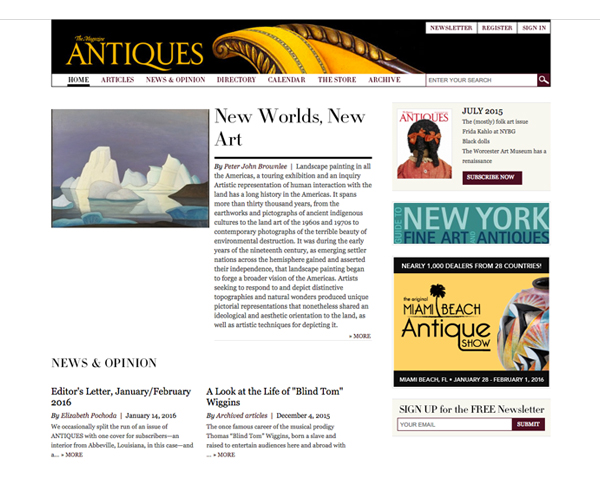 NEWSLETTER REGISTER SIGN IN
The Magazine
ANTIQUES
HOME ARTICLES NEWS & OPINION DIRECTORY CALENDAR THE STORE ARCHIVE ENTER YOUR SEARCH
New Worlds, New
Art
By Peter John Brownlee | Landscape painting in all
the Americas, a touring exhibition and an inquiry
Artistic representation of human interaction with the
land has a long history in the Americas. It spans
more than thirty thousand years, from the
earthworks and pictographs of ancient indigenous
cultures to the land art of the 1960s and 1970s to
contemporary photographs of the terrible beauty of
environmental destruction. It was during the early
years of the nineteenth century, as emerging settler
nations across the hemisphere gained and asserted
their independence, that landscape painting began
to forge a broader vision of the Americas. Artists
seeking to respond to and depict distinctive
topographies and natural wonders produced unique
pictorial representations that nonetheless shared an
ideological and aesthetic orientation to the land, as
well as artistic techniques for depicting it.
» MORE
NEWS & OPINION
Editor's Letter, January/February
2016
By Elizabeth Pochoda | January 14, 2016
We occasionally split the run of an issue of
ANTIQUES with one cover for subscribers—an
interior from Abbeville, Louisiana, in this case—and
a... » MORE
A Look at the Life of "Blind Tom"
Wiggins
By Archived articles | December 4, 2015
The once famous career of the musical prodigy
Thomas "Blind Tom" Wiggins, born a slave and
raised to entertain audiences here and abroad with
... » MORE
ANTIQUES
JULY 2015
The (mostly) folk art issue
Frida Kahlo at NYBG
Black dolls
The Worcester Art Museum has a
renaissance
SUBSCRIBE NOW
GUIDE TO
NEW YORK
FINE ART AND ANTIQUES
NEARLY 1,000 DEALERS FROM 28 COUNTRIES!
the original
MIAMI BEACH
Antique
SHOW
MIAMI BEACH, FL • JANUARY 28 - FEBRUARY 1, 2016
SIGN UP for the FREE Newsletter
YOUR EMAIL SUBMIT